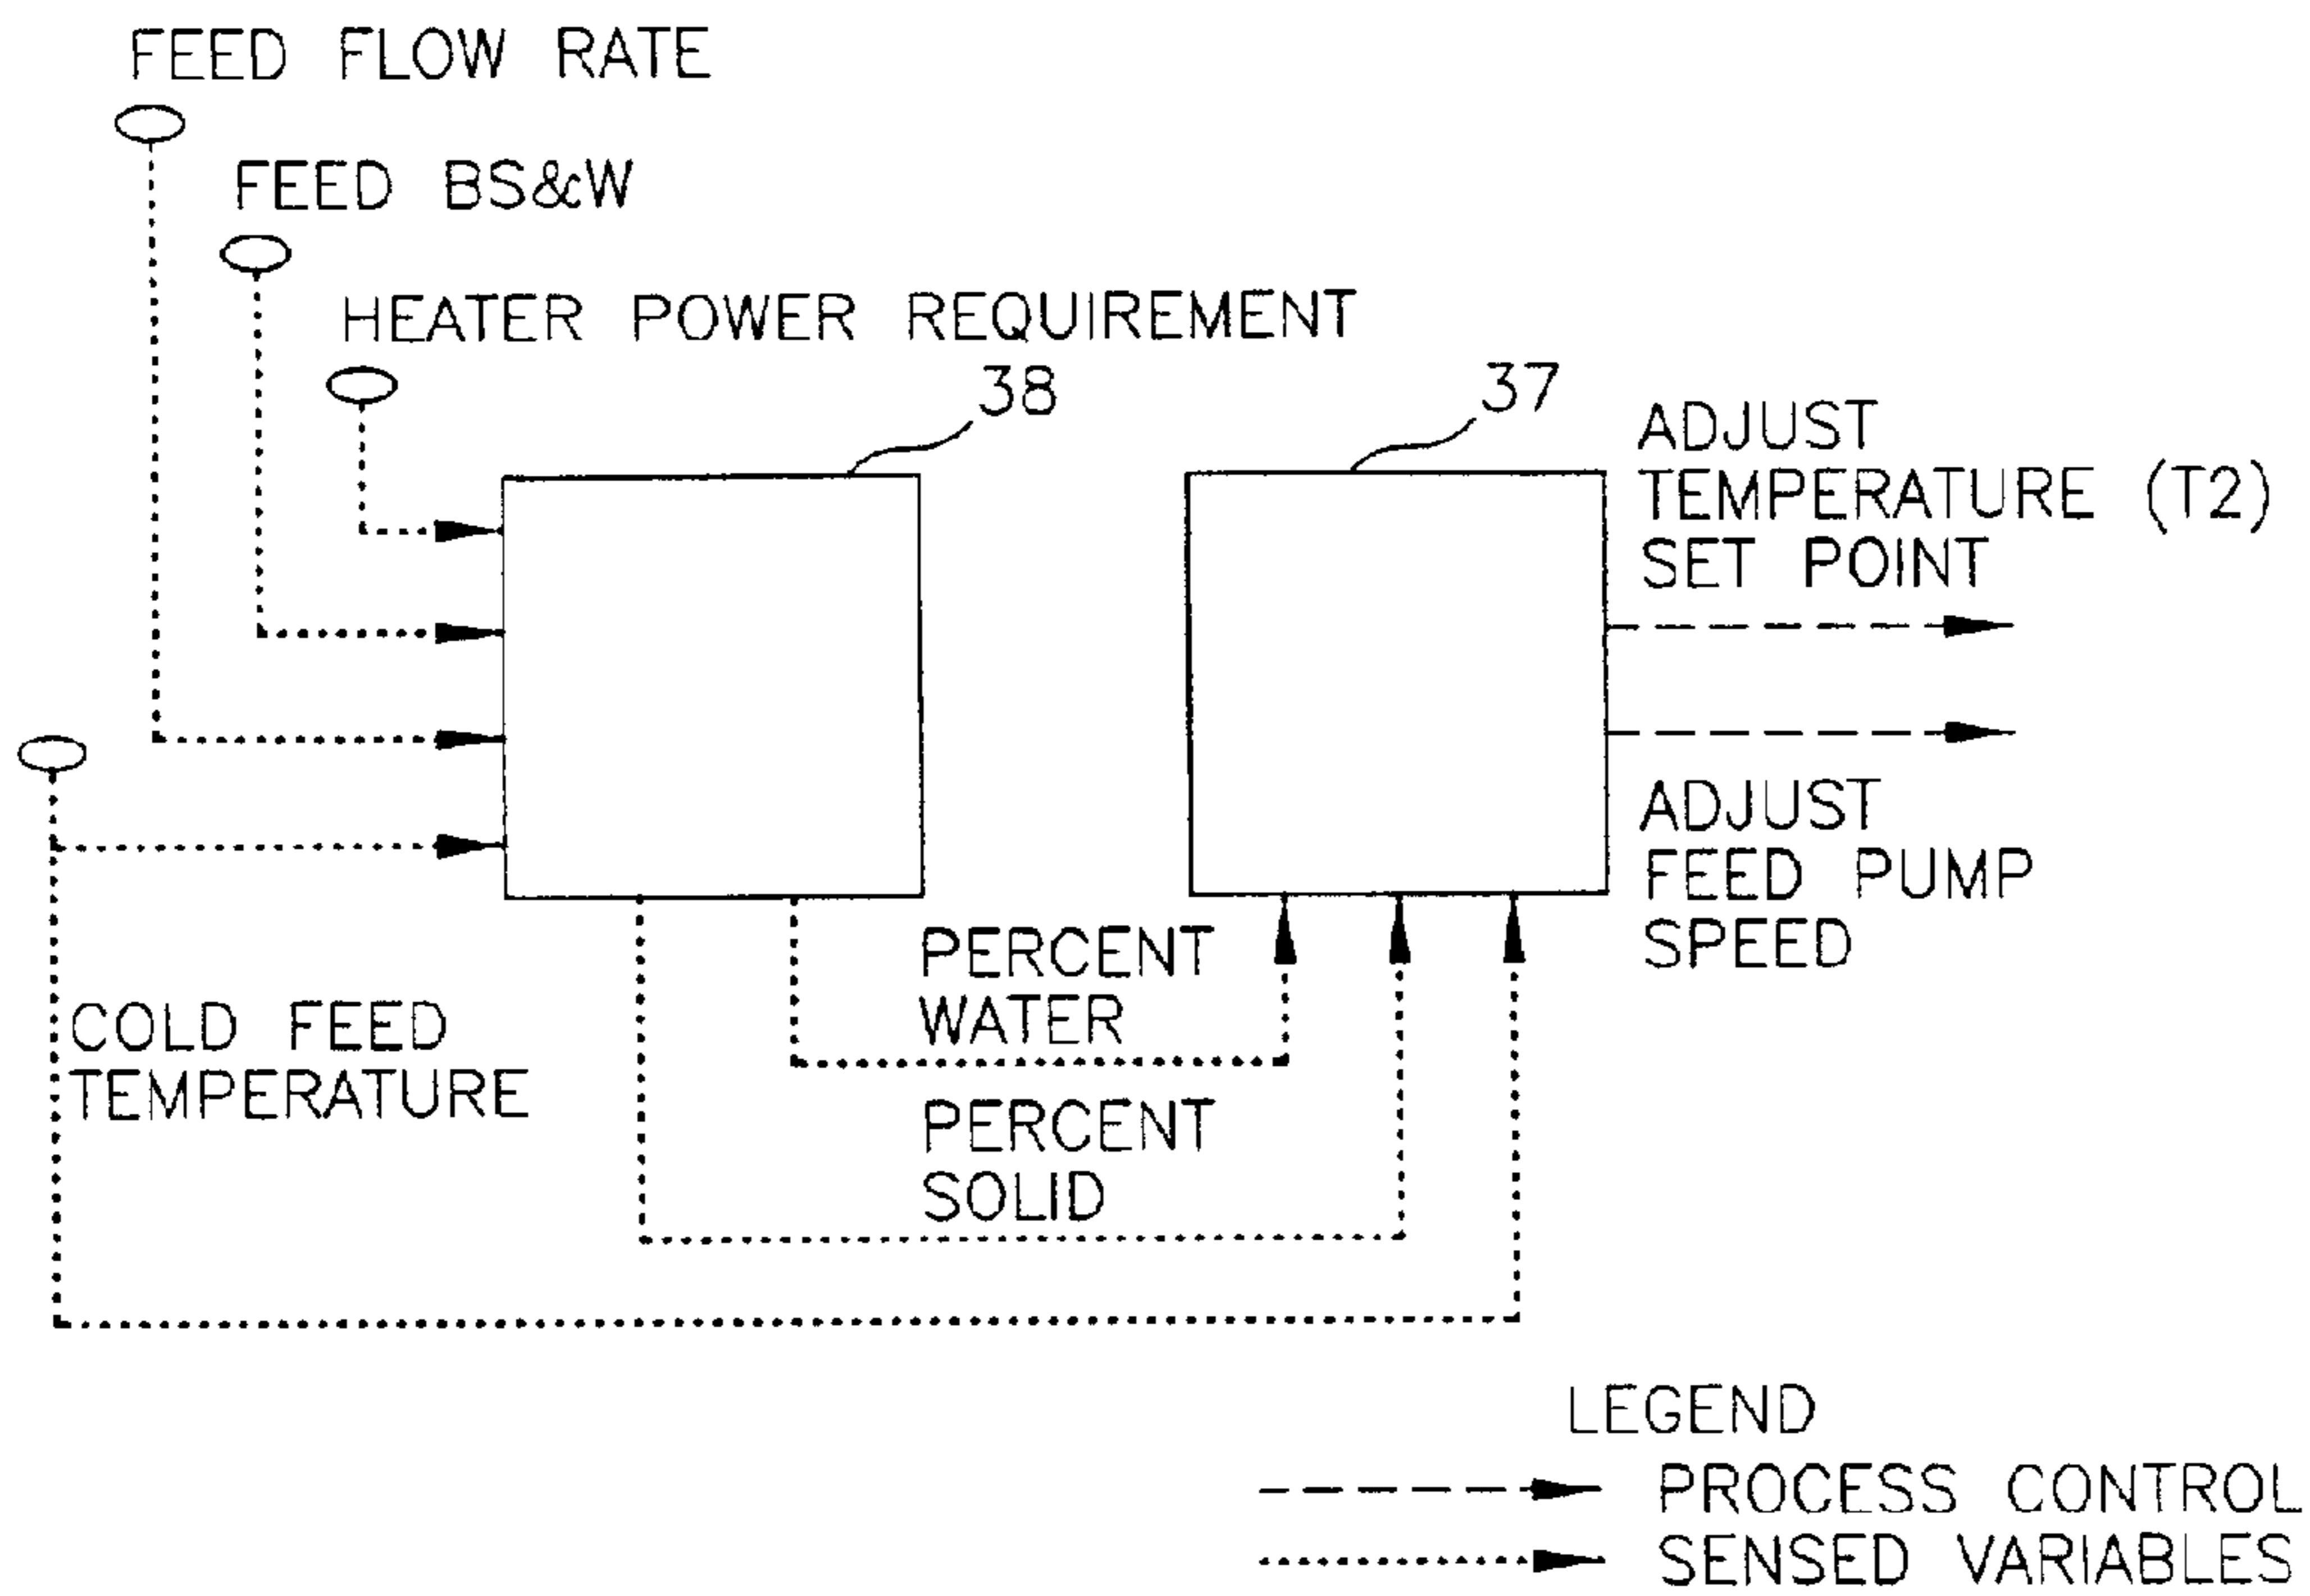 FEED FLOW RATE
FEED BS&W
HEATER POWER REQUIREMENT
38
37
ADJUST
TEMPERATURE (T2)
SET POINT
ADJUST
FEED PUMP
SPEED
PERCENT
WATER
COLD FEED
TEMPERATURE
PERCENT
SOLID
LEGEND
PROCESS CONTROL
SENSED VARIABLES